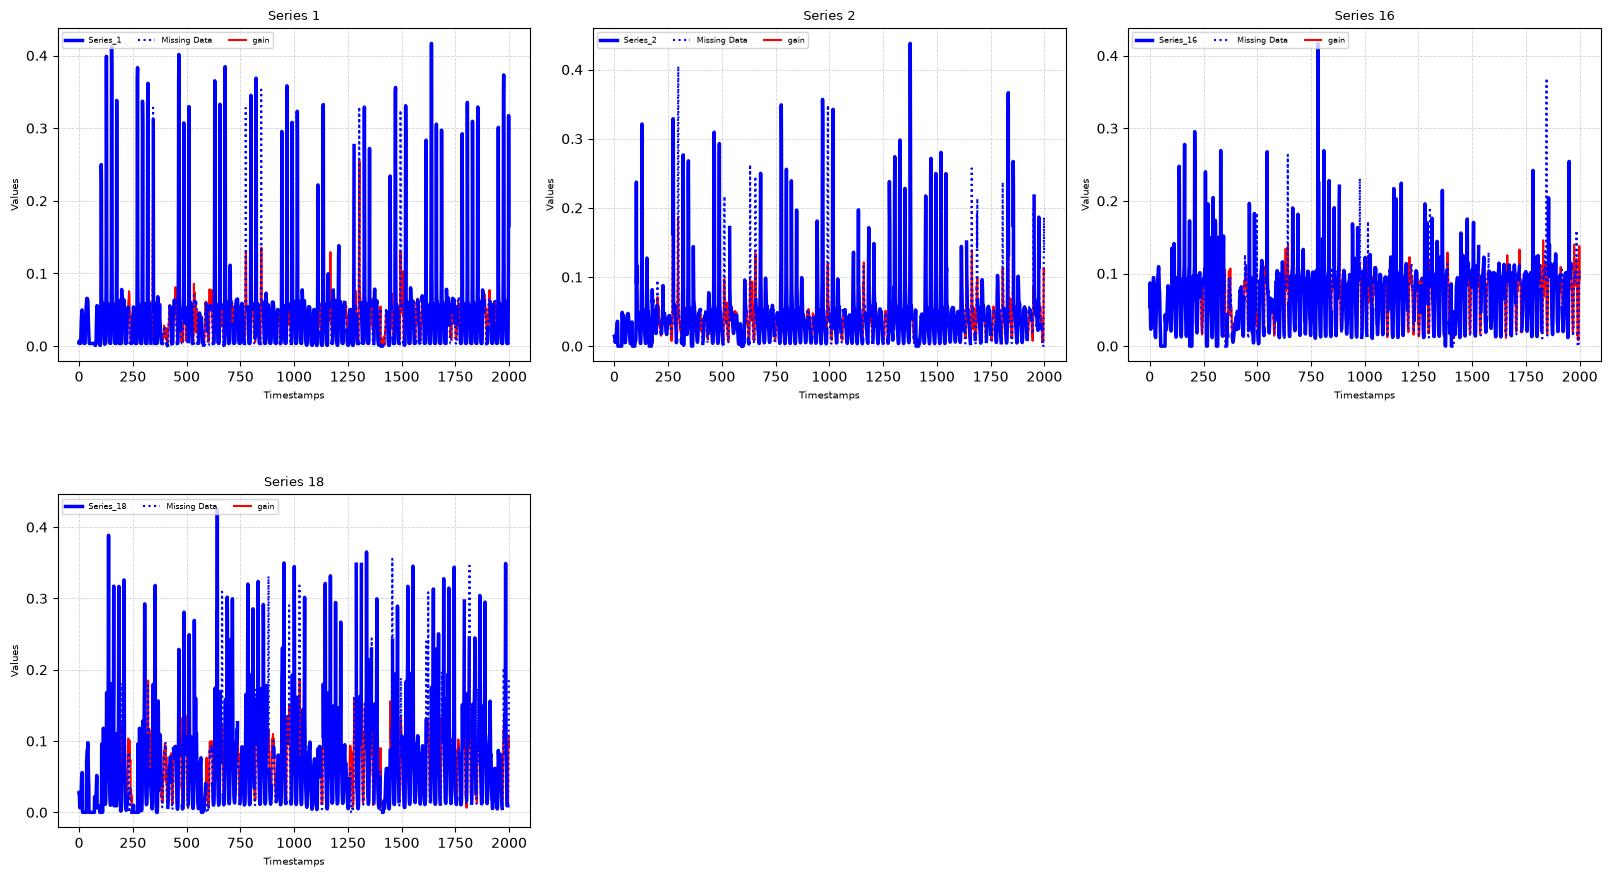 Series 1
Series_1 Missing Data gain
Values
0.4
0.3
0.2
0.1
0.0
0 250 500 750 1000 1250 1500 1750 2000
Timestamps
Series 2
Series_2 Missing Data gain
Values
0.4
0.3
0.2
0.1
0.0
0 250 500 750 1000 1250 1500 1750 2000
Timestamps
Series 16
Series_16 Missing Data gain
Values
0.4
0.3
0.2
0.1
0.0
0 250 500 750 1000 1250 1500 1750 2000
Timestamps
Series 18
Series_18 Missing Data gain
Values
0.4
0.3
0.2
0.1
0.0
0 250 500 750 1000 1250 1500 1750 2000
Timestamps